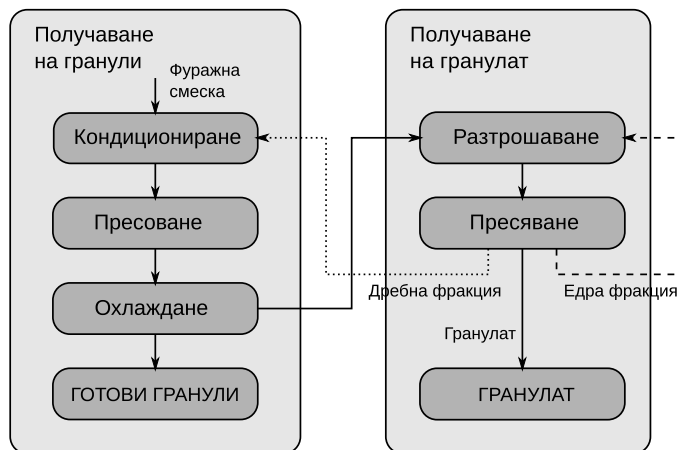 Получаване
на гранули
Фуражна
смеска
Кондициониране
Пресоване
Охлаждане
ГОТОВИ ГРАНУЛИ
Получаване
на гранулат
Разтрошаване
Пресяване
Дребна фракция
Едра фракция
Гранулат
ГРАНУЛАТ